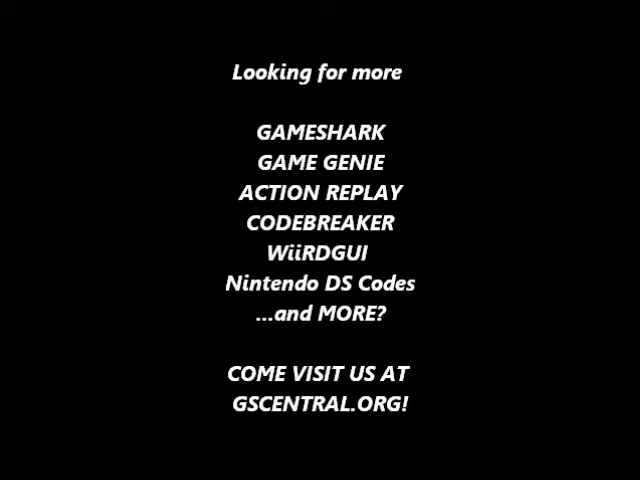 Looking for more
GAMESHARK
GAME GENIE
ACTION REPLAY
CODEBREAKER
WiiRDGUI
Nintendo DS Codes
...and MORE?
COME VISIT US AT
GSCENTRAL.ORG!